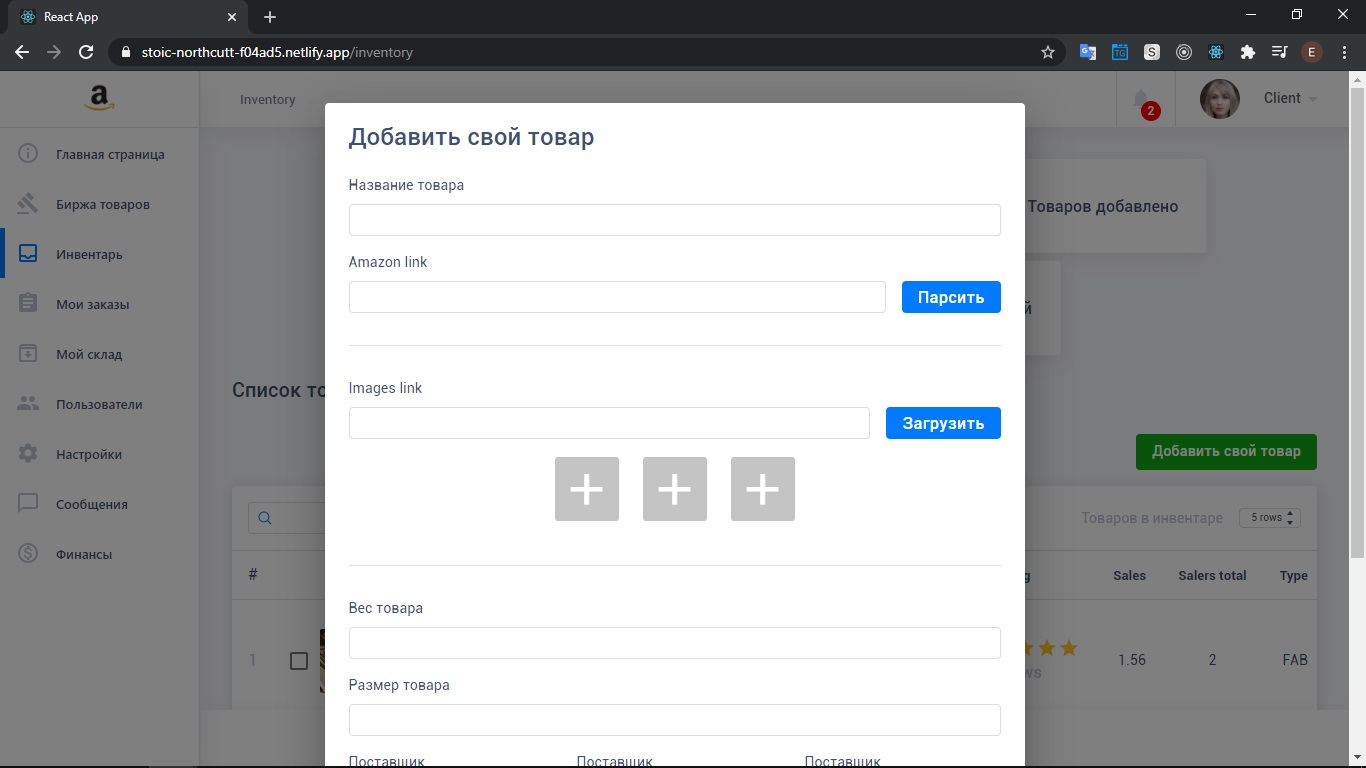 React App
stoic-northcutt-f04ad5.netlify.app/inventory
TG
S
E
a
Inventory
2
Client
Главная страница
Биржа товаров
Инвентарь
Мои заказы
Мой склад
Пользователи
Настройки
Сообщения
Финансы
Добавить свой товар
Название товара
Amazon link
Парсить
Images link
Загрузить
Вес товара
Размер товара
Поставщик Поставщик Поставщик
Товаров добавлено
й
Список то
Добавить свой товар
Товаров в инвентаре 5 rows
# g Sales Salers total Type
1 1.56 2 FAB
ws